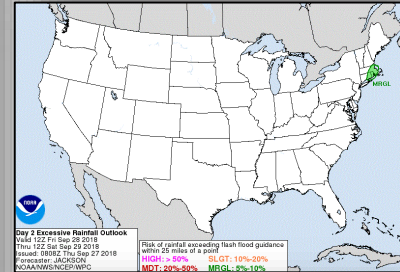 MRGL
NOAA
Day 2 Excessive Rainfall Outlook
Valid 12Z Fri Sep 28 2018
Thru 12Z Sat Sep 29 2018
Issued: 0808Z Thu Sep 27 2018
Forecaster: JACKSON
NOAA/NWS/NCEP/WPC
Risk of rainfall exceeding flash flood guidance
within 25 miles of a point
HIGH: > 50% SLGT: 10%-20%
MDT: 20%-50% MRGL: 5%-10%